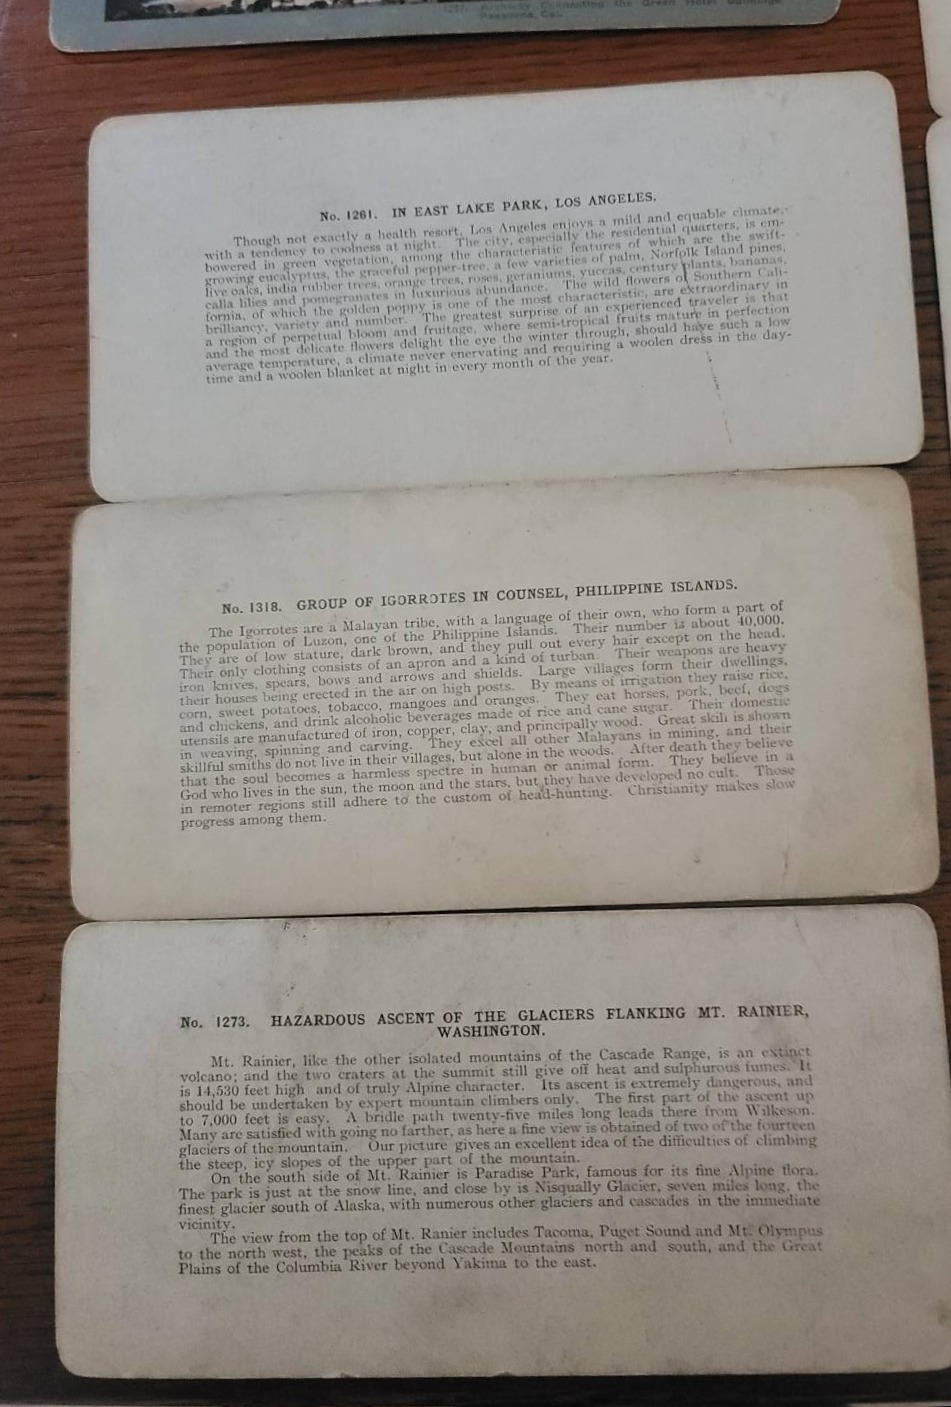 1257. Archway Connecting the Green Hotel Buildings
Pasadena, Cal.
No. 1261. IN EAST LAKE PARK, LOS ANGELES.
Though not exactly a health resort, Los Angeles enjoys a mild and equable climate,
with a tendency to coolness at night. The city, especially the residential quarters, is em-
bowered in green vegetation, among the characteristic features of which are the swift-
growing eucalyptus, the graceful pepper-tree, a few varieties of palm, Norfolk Island pines,
live oaks, india rubber trees, orange trees, roses, geraniums, yuccas, century plants, bananas,
calla lilies and pomegranates in luxurious abundance. The wild flowers of Southern Cali-
fornia, of which the golden poppy is one of the most characteristic, are extraordinary in
brilliancy, variety and number. The greatest surprise of an experienced traveler is that
a region of perpetual bloom and fruitage, where semi-tropical fruits mature in perfection
and the most delicate flowers delight the eye the winter through, should have such a low
average temperature, a climate never enervating and requiring a woolen dress in the day-
time and a woolen blanket at night in every month of the year.
No. 1318. GROUP OF IGORROTES IN COUNSEL, PHILIPPINE ISLANDS.
The Igorrotes are a Malayan tribe, with a language of their own, who form a part of
the population of Luzon, one of the Philippine Islands. Their number is about 40,000.
They are of low stature, dark brown, and they pull out every hair except on the head.
Their only clothing consists of an apron and a kind of turban. Their weapons are heavy
iron knives, spears, bows and arrows and shields. Large villages form their dwellings,
their houses being erected in the air on high posts. By means of irrigation they raise rice,
corn, sweet potatoes, tobacco, mangoes and oranges. They eat horses, pork, beef, dogs
and chickens, and drink alcoholic beverages made of rice and cane sugar. Their domestic
utensils are manufactured of iron, copper, clay, and principally wood. Great skill is shown
in weaving, spinning and carving. They excel all other Malayans in mining, and their
skillful smiths do not live in their villages, but alone in the woods. After death they believe
that the soul becomes a harmless spectre in human or animal form. They believe in a
God who lives in the sun, the moon and the stars, but they have developed no cult. Those
in remoter regions still adhere to the custom of head-hunting. Christianity makes slow
progress among them.
No. 1273. HAZARDOUS ASCENT OF THE GLACIERS FLANKING MT. RAINIER,
WASHINGTON.
Mt. Rainier, like the other isolated mountains of the Cascade Range, is an extinct
volcano; and the two craters at the summit still give off heat and sulphurous fumes. It
is 14,530 feet high and of truly Alpine character. Its ascent is extremely dangerous, and
should be undertaken by expert mountain climbers only. The first part of the ascent up
to 7,000 feet is easy. A bridle path twenty-five miles long leads there from Wilkeson.
Many are satisfied with going no farther, as here a fine view is obtained of two of the fourteen
glaciers of the mountain. Our picture gives an excellent idea of the difficulties of climbing
the steep, icy slopes of the upper part of the mountain.
On the south side of Mt. Rainier is Paradise Park, famous for its fine Alpine flora.
The park is just at the snow line, and close by is Nisqually Glacier, seven miles long, the
finest glacier south of Alaska, with numerous other glaciers and cascades in the immediate
vicinity.
The view from the top of Mt. Ranier includes Tacoma, Puget Sound and Mt. Olympus
to the north west, the peaks of the Cascade Mountains north and south, and the Great
Plains of the Columbia River beyond Yakima to the east.